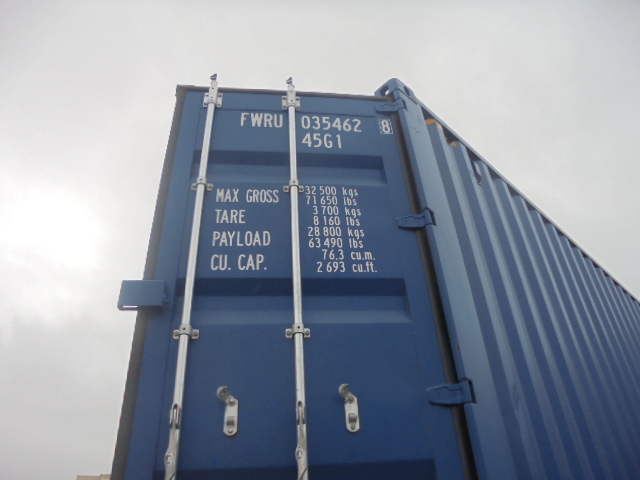 FWRU 035462 8
45G1
MAX GROSS 32 500 kgs
71 650 lbs
TARE 3 700 kgs
8 160 lbs
PAYLOAD 28 800 kgs
63 490 lbs
CU. CAP. 76.3 cu.m.
2 693 cu.ft.